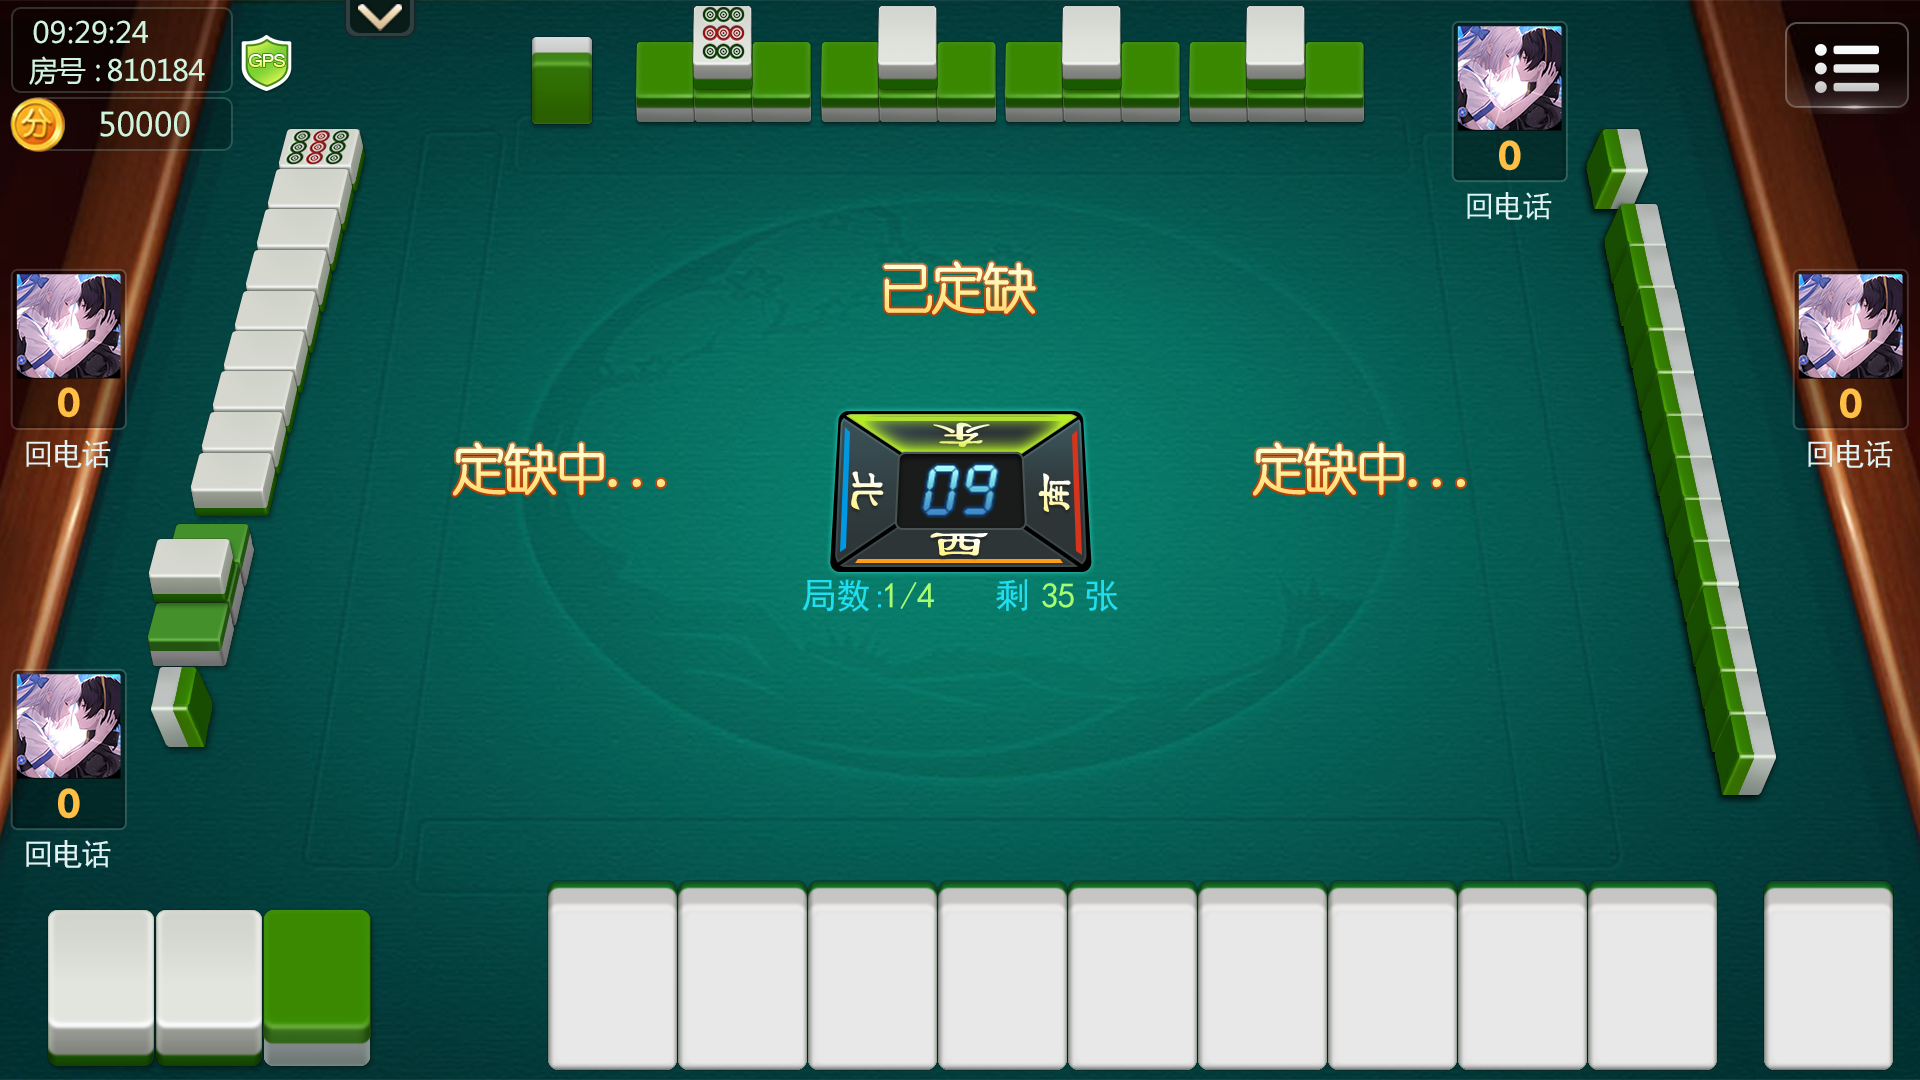 09:29:24
房号:810184
GPS
分 50000
0
回电话
已定缺
0
回电话
0
回电话
定缺中...
定缺中...
东
北 09 南
西
局数:1/4 剩 35 张
0
回电话